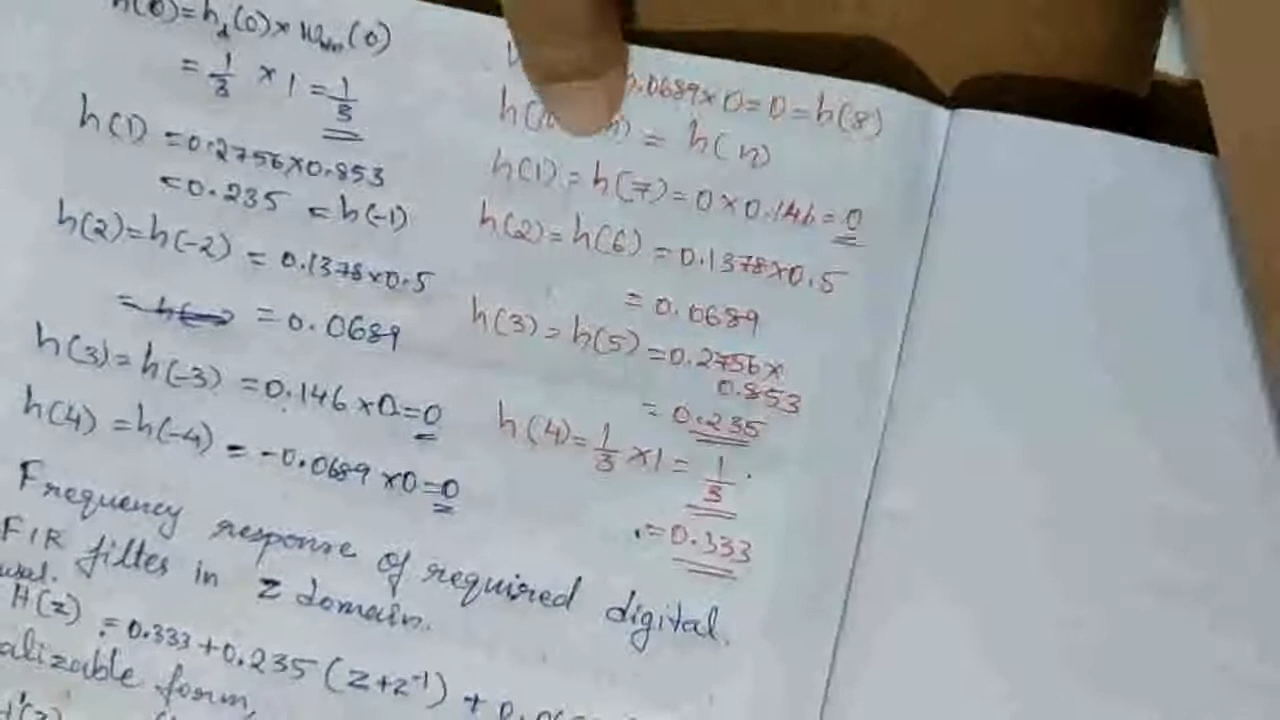 h(0)=h_d(0)×W_Hn(0)
= 1/3 × 1 = 1/3
h(1) = 0.2756×0.853
= 0.235 = h(-1)
h(2)=h(-2) = 0.1378×0.5
= 0.0689
h(3)=h(-3) = 0.146×0=0
h(4) =h(-4) = -0.0689 ×0=0
Frequency response of required digital.
FIR filter in z domain.
H(z) = 0.333+0.235(z+z⁻¹) +
form,
.0689×0=0=h(8)
= h(n)
h(1)=h(7)=0×0.146=0
h(2)=h(6) =0.1378×0.5
= 0.0689
h(3)=h(5)=0.2756×
0.853
= 0.235
h(4)=1/3 ×1 = 1/3.
=0.333